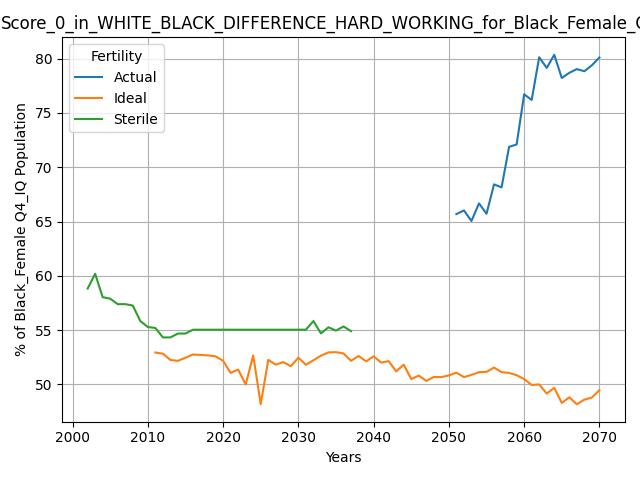 Score_0_in_WHITE_BLACK_DIFFERENCE_HARD_WORKING_for_Black_Female_
Fertility
Actual
Ideal
Sterile
% of Black_Female Q4_IQ Population
80
75
70
65
60
55
50
2000 2010 2020 2030 2040 2050 2060 2070
Years